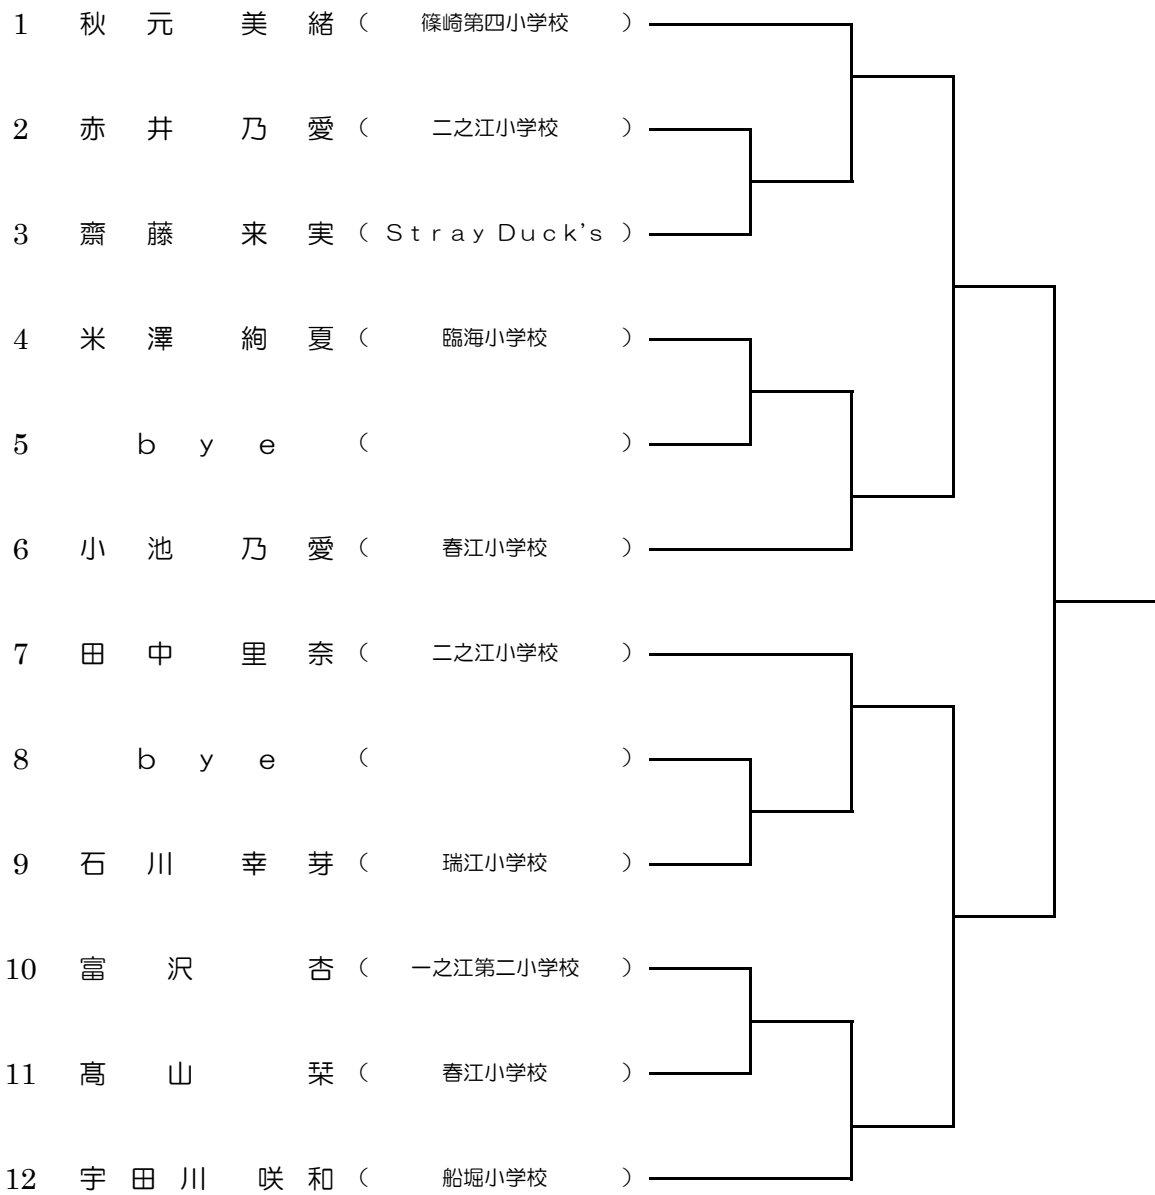 1 秋元 美緒 ( 篠崎第四小学校 )
2 赤井 乃愛 ( 二之江小学校 )
3 齋藤 来実 ( Stray Duck's )
4 米澤 絢夏 ( 臨海小学校 )
5 bye ( )
6 小池 乃愛 ( 春江小学校 )
7 田中 里奈 ( 二之江小学校 )
8 bye ( )
9 石川 幸芽 ( 瑞江小学校 )
10 富沢 杏 ( 一之江第二小学校 )
11 髙山 栞 ( 春江小学校 )
12 宇田川 咲和 ( 船堀小学校 )